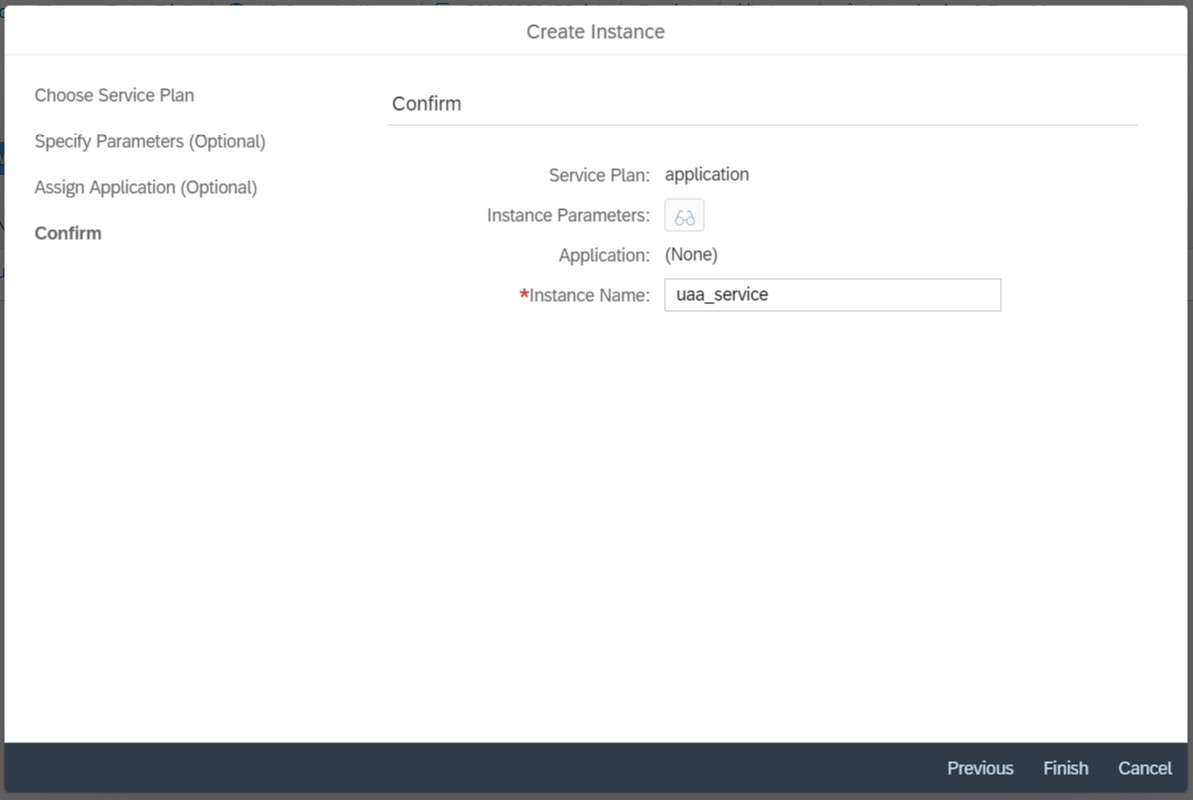 Create Instance
Choose Service Plan
Specify Parameters (Optional)
Assign Application (Optional)
Confirm
Confirm
Service Plan: application
Instance Parameters:
Application: (None)
*Instance Name: uaa_service
Previous Finish Cancel